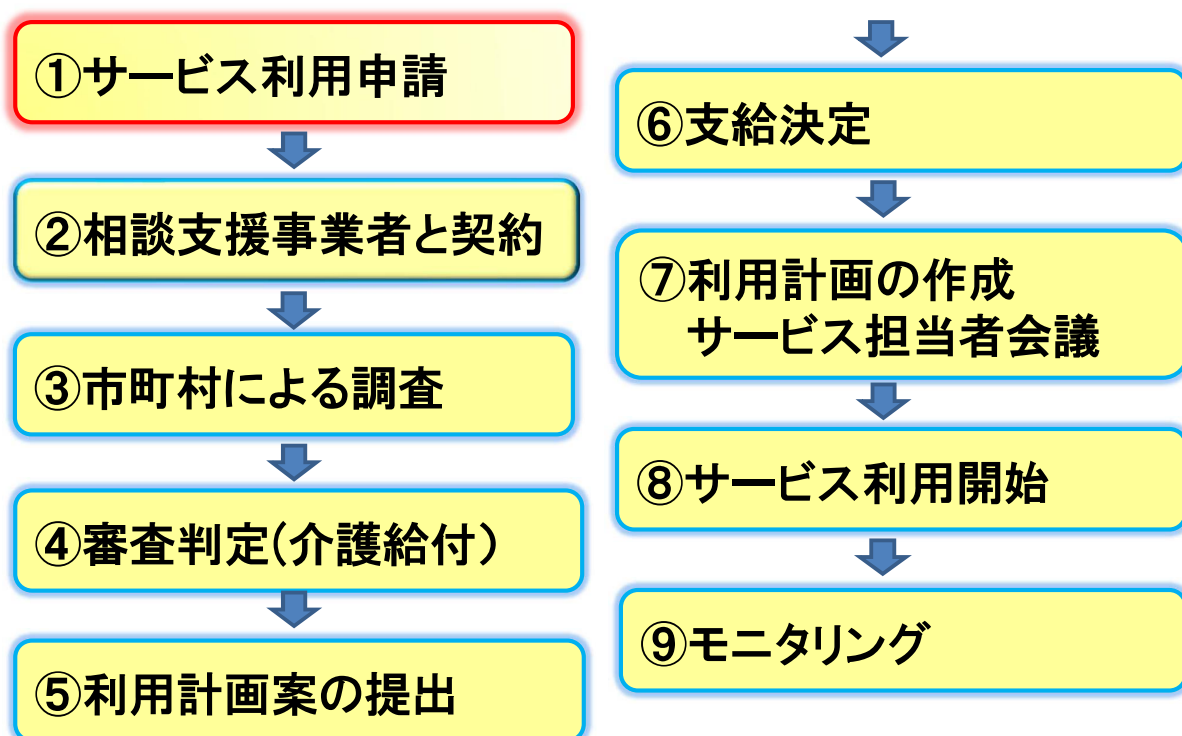 ①サービス利用申請
②相談支援事業者と契約
③市町村による調査
④審査判定(介護給付）
⑤利用計画案の提出
⑥支給決定
⑦利用計画の作成
サービス担当者会議
⑧サービス利用開始
⑨モニタリング